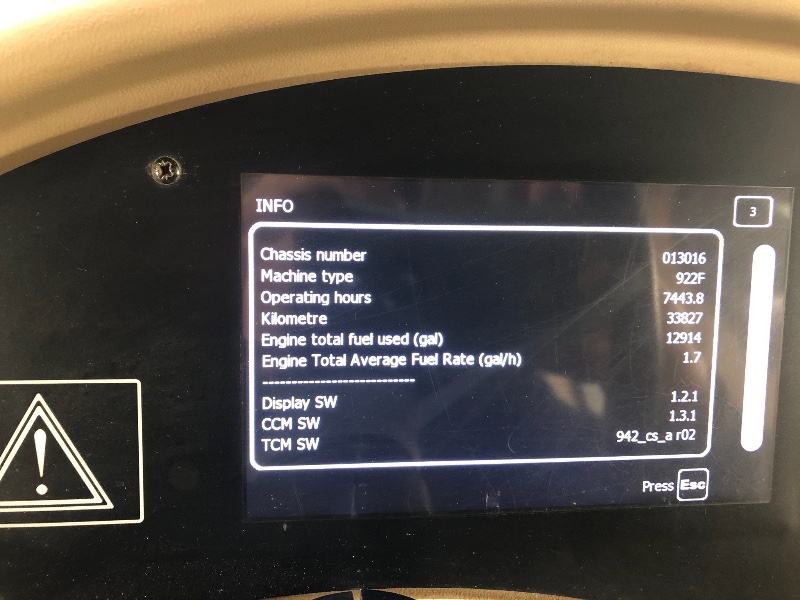 INFO
3
Chassis number 013016
Machine type 922F
Operating hours 7443.8
Kilometre 33827
Engine total fuel used (gal) 12914
Engine Total Average Fuel Rate (gal/h) 1.7
----------------------------
Display SW 1.2.1
CCM SW 1.3.1
TCM SW 942_cs_a r02
Press Esc